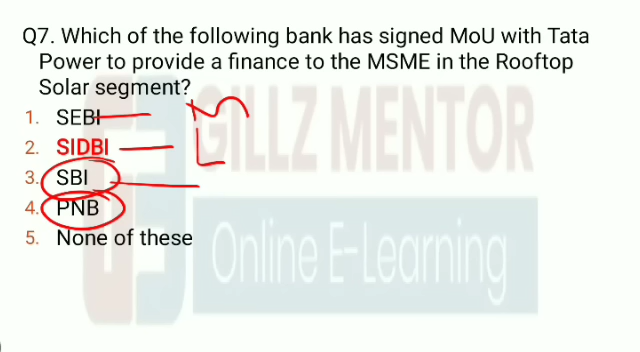 Q7. Which of the following bank has signed MoU with Tata
Power to provide a finance to the MSME in the Rooftop
Solar segment?
1. SEBI
2. SIDBI
3. SBI
4. PNB
5. None of these
GILLZ MENTOR
Online E-Learning